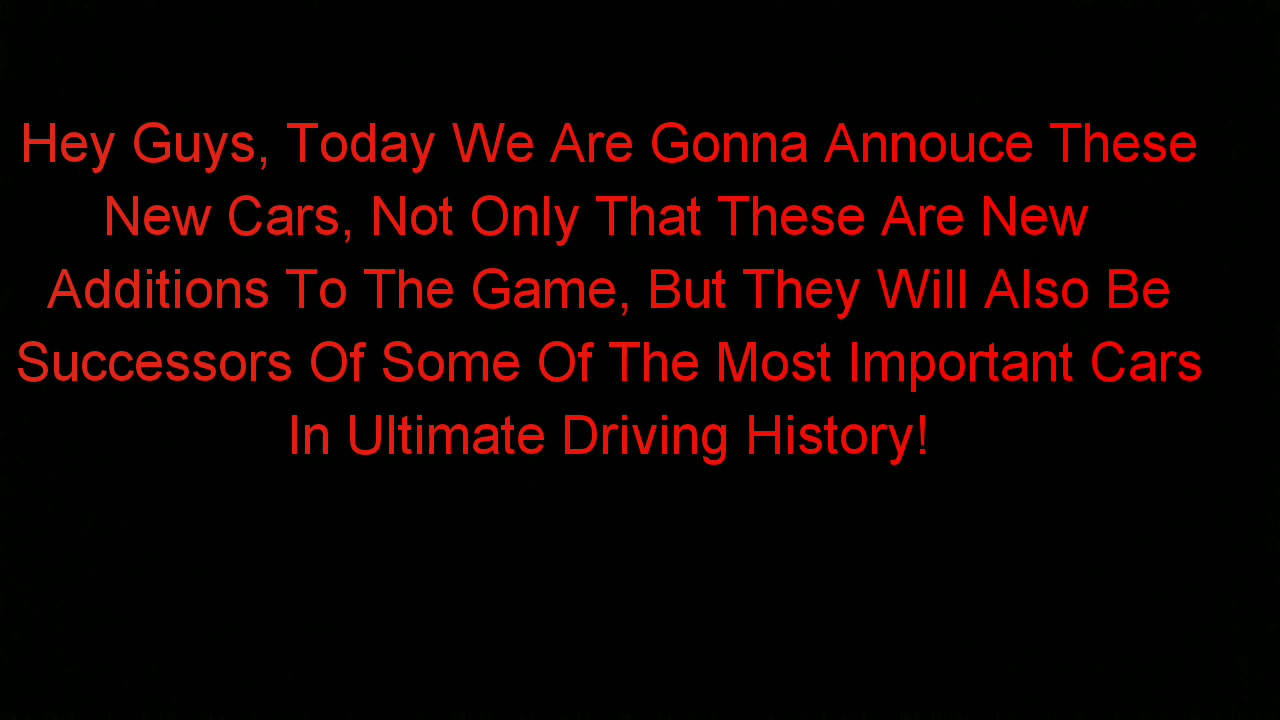 Hey Guys, Today We Are Gonna Annouce These
New Cars, Not Only That These Are New
Additions To The Game, But They Will Also Be
Successors Of Some Of The Most Important Cars
In Ultimate Driving History!